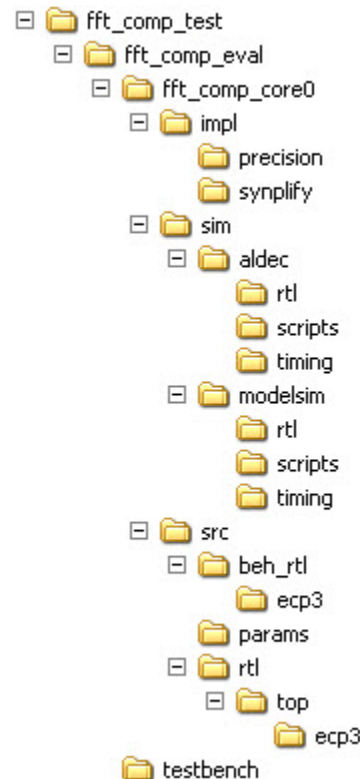 fft_comp_test
fft_comp_eval
fft_comp_core0
impl
precision
synplify
sim
aldec
rtl
scripts
timing
modelsim
rtl
scripts
timing
src
beh_rtl
ecp3
params
rtl
top
ecp3
testbench